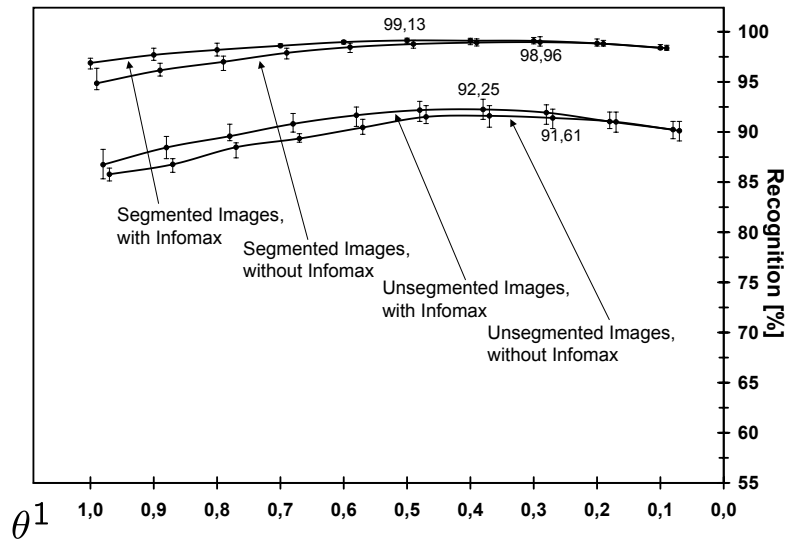 99,13
98,96
92,25
91,61
Segmented Images,
with Infomax
Segmented Images,
without Infomax
Unsegmented Images,
with Infomax
Unsegmented Images,
without Infomax
100
95
90
85
80
75
70
65
60
55
Recognition [%]
1,0 0,9 0,8 0,7 0,6 0,5 0,4 0,3 0,2 0,1 0,0
θ¹